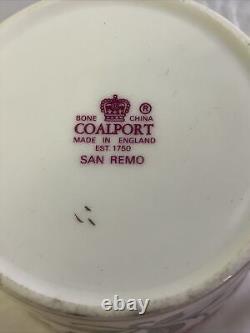 BONE CHINA ®
COALPORT
MADE IN ENGLAND
EST. 1750
SAN REMO